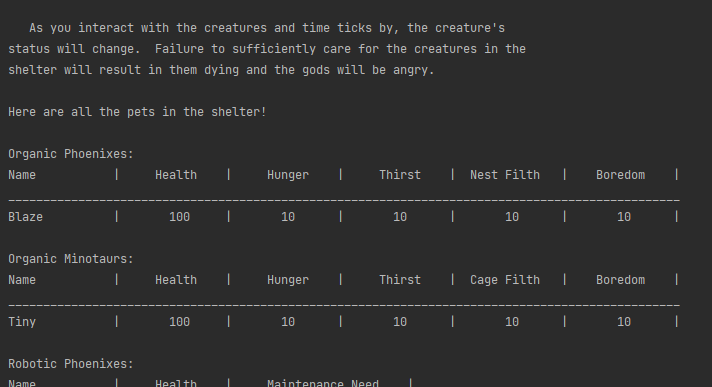 As you interact with the creatures and time ticks by, the creature's
status will change.  Failure to sufficiently care for the creatures in the
shelter will result in them dying and the gods will be angry.
Here are all the pets in the shelter!
Organic Phoenixes:
Name | Health | Hunger | Thirst | Nest Filth | Boredom |
________________________________________________________________________________________________
Blaze | 100 | 10 | 10 | 10 | 10 |
Organic Minotaurs:
Name | Health | Hunger | Thirst | Cage Filth | Boredom |
________________________________________________________________________________________________
Tiny | 100 | 10 | 10 | 10 | 10 |
Robotic Phoenixes:
Name | Health | Maintenance Need |